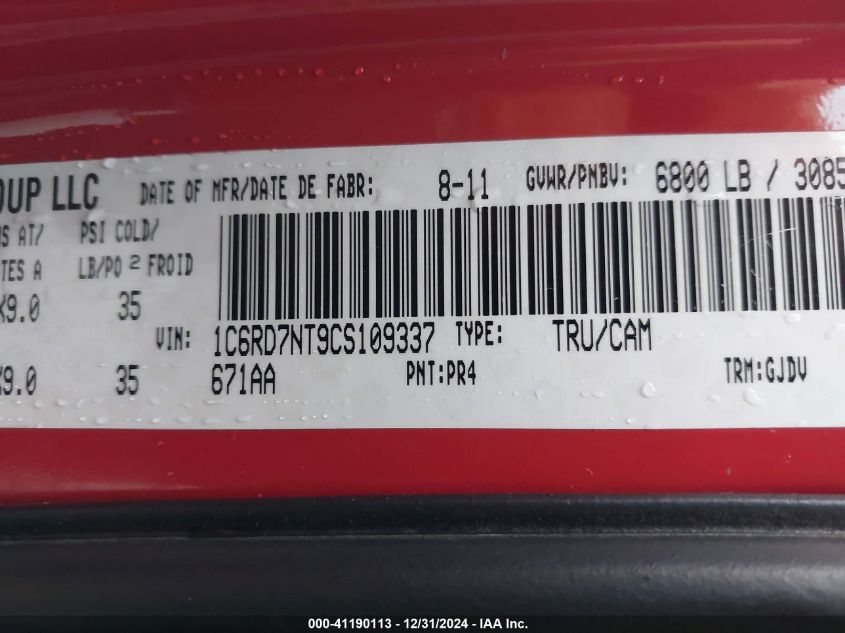 OUP LLC DATE OF MFR/DATE DE FABR: 8-11 GVWR/PNBV: 6800 LB / 3085
AT/ PSI COLD/
A LB/PO 2 FROID
X9.0 35
VIN: 1C6RD7NT9CS109337 TYPE: TRU/CAM
X9.0 35 671AA PNT:PR4 TRM:GJDV
000-41190113 - 12/31/2024 - IAA Inc.